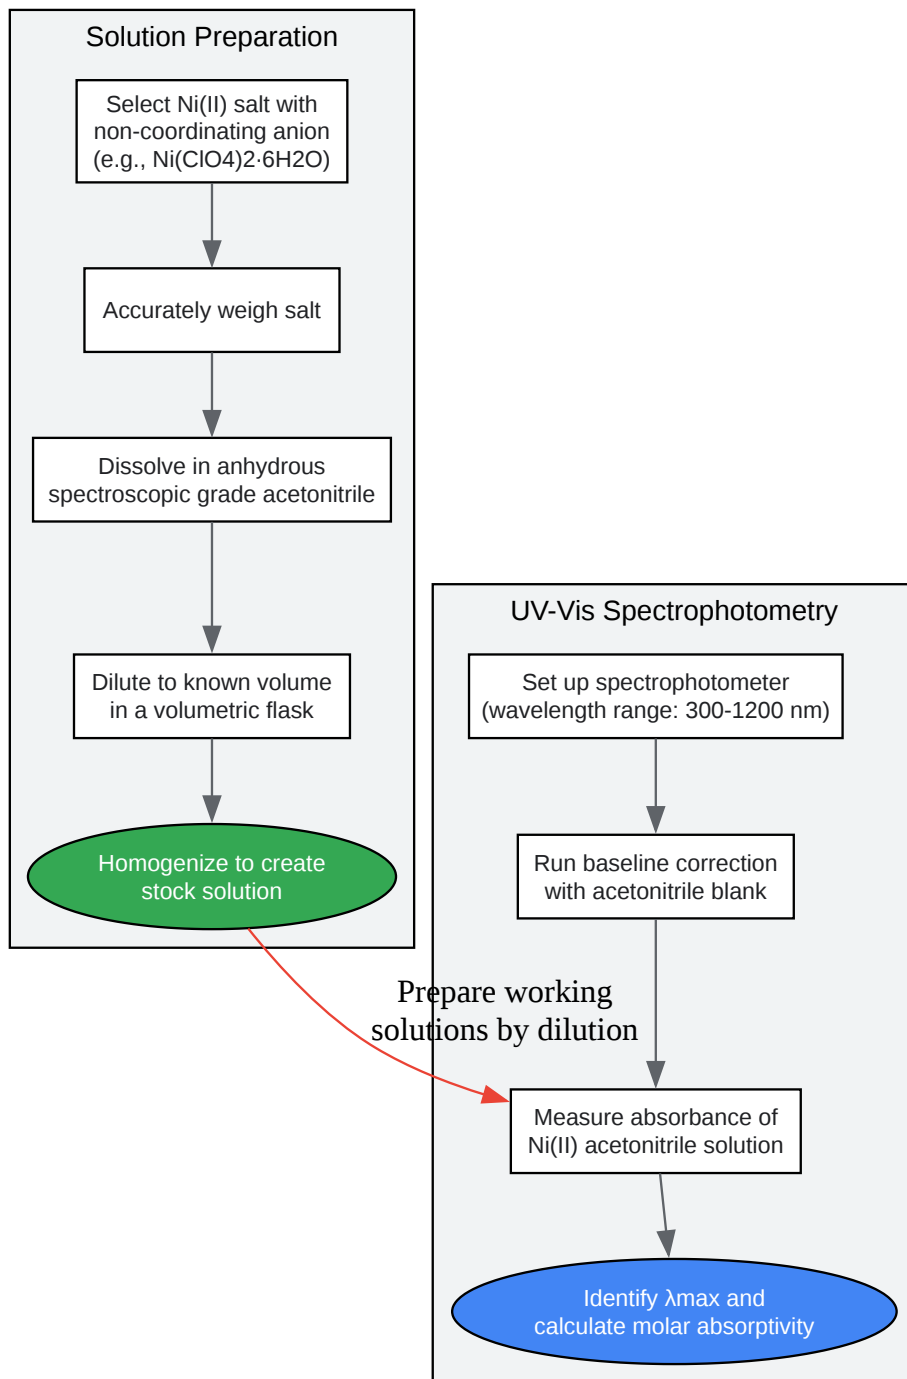 Solution Preparation
Select Ni(II) salt with
non-coordinating anion
(e.g., Ni(ClO4)2·6H2O)
Accurately weigh salt
Dissolve in anhydrous
spectroscopic grade acetonitrile
Dilute to known volume
in a volumetric flask
Homogenize to create
stock solution
Prepare working
solutions by dilution
UV-Vis Spectrophotometry
Set up spectrophotometer
(wavelength range: 300-1200 nm)
Run baseline correction
with acetonitrile blank
Measure absorbance of
Ni(II) acetonitrile solution
Identify λmax and
calculate molar absorptivity